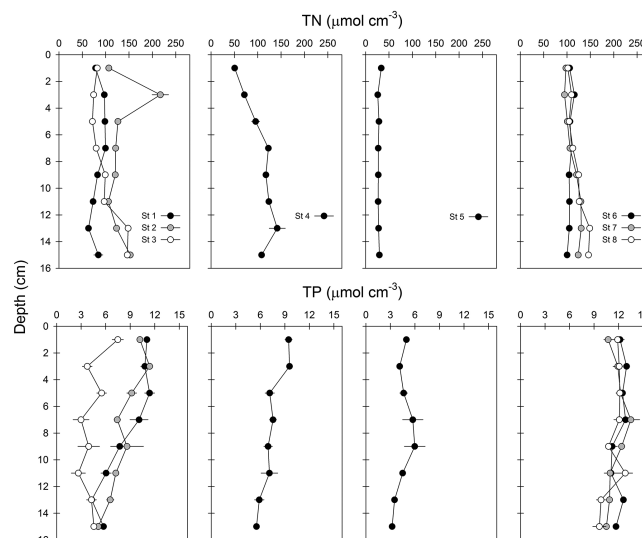 TN (μmol cm⁻³)
0 50 100 150 200 250
0 50 100 150 200 250
0 50 100 150 200 250
0 50 100 150 200 250
0
2
4
6
8
10
12
14
16
St 1
St 2
St 3
St 4
St 5
St 6
St 7
St 8
Depth (cm)
TP (μmol cm⁻³)
0 3 6 9 12 15
0 3 6 9 12 15
0 3 6 9 12 15
0 3 6 9 12
0
2
4
6
8
10
12
14